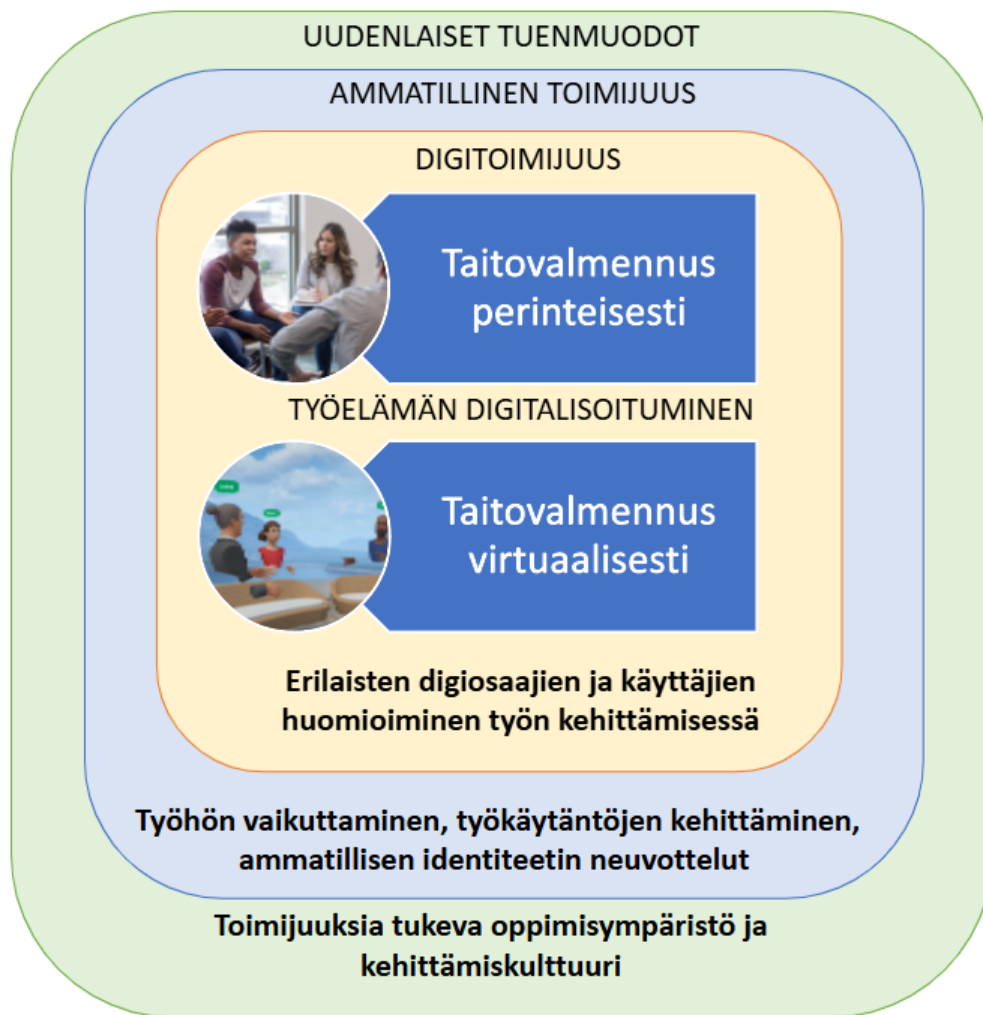 UUDENLAISET TUENMUODOT
AMMATILLINEN TOIMIJUUS
DIGITOIMIJUUS
Taitovalmennus
perinteisesti
TYÖELÄMÄN DIGITALISOITUMINEN
Taitovalmennus
virtuaalisesti
Erilaisten digiosaajien ja käyttäjien
huomioiminen työn kehittämisessä
Työhön vaikuttaminen, työkäytäntöjen kehittäminen,
ammatillisen identiteetin neuvottelut
Toimijuuksia tukeva oppimisympäristö ja
kehittämiskulttuuri